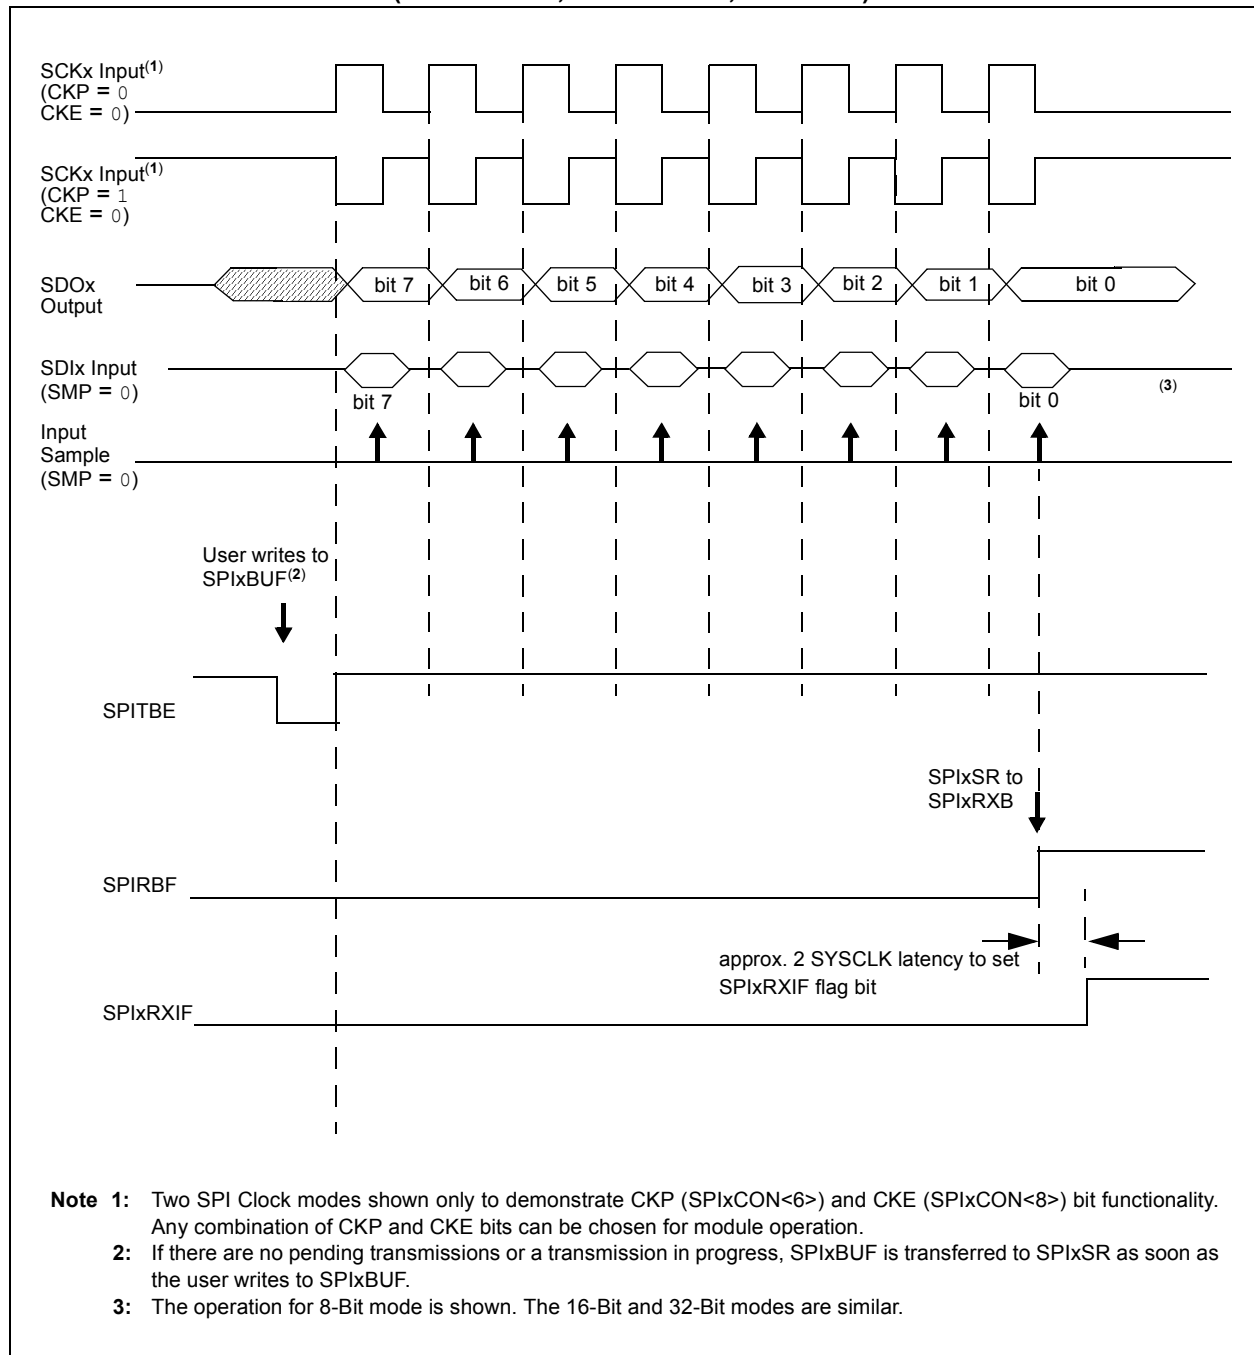 SCKx Input(1)
(CKP = 0
CKE = 0)
SCKx Input(1)
(CKP = 1
CKE = 0)
SDOx
Output
bit 7 bit 6 bit 5 bit 4 bit 3 bit 2 bit 1 bit 0
SDIx Input
(SMP = 0)
bit 7 bit 0
(3)
Input
Sample
(SMP = 0)
User writes to
SPIxBUF(2)
SPITBE
SPIxSR to
SPIxRXB
SPIRBF
approx. 2 SYSCLK latency to set
SPIxRXIF flag bit
SPIxRXIF
Note 1: Two SPI Clock modes shown only to demonstrate CKP (SPIxCON<6>) and CKE (SPIxCON<8>) bit functionality.
Any combination of CKP and CKE bits can be chosen for module operation.
2: If there are no pending transmissions or a transmission in progress, SPIxBUF is transferred to SPIxSR as soon as
the user writes to SPIxBUF.
3: The operation for 8-Bit mode is shown. The 16-Bit and 32-Bit modes are similar.